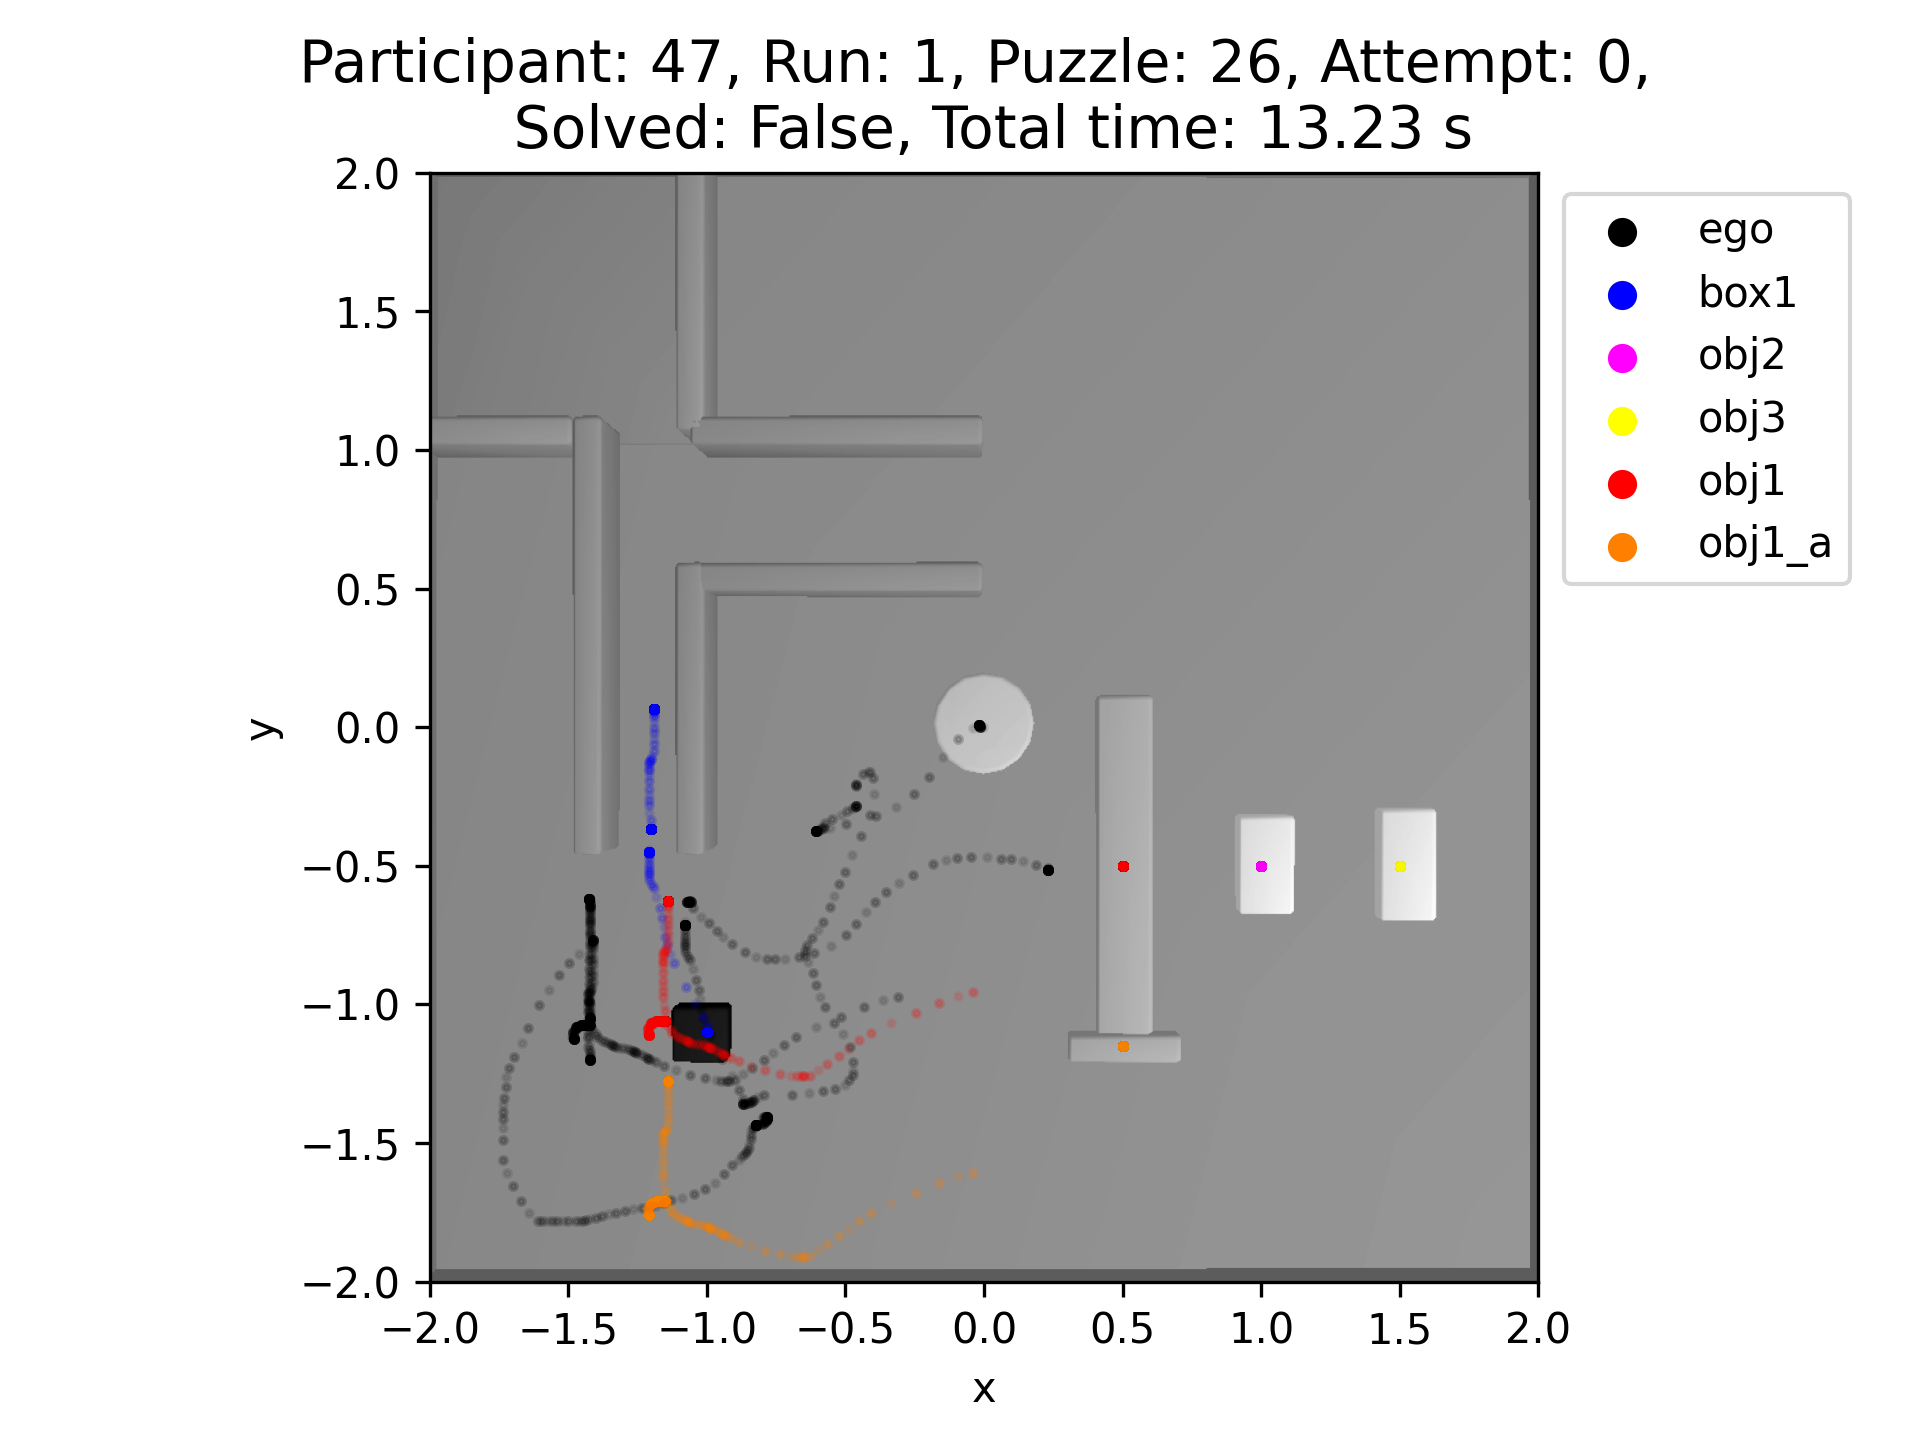 Participant: 47, Run: 1, Puzzle: 26, Attempt: 0,
Solved: False, Total time: 13.23 s
2.0
1.5
1.0
0.5
0.0
−0.5
−1.0
−1.5
−2.0
y
−2.0 −1.5 −1.0 −0.5 0.0 0.5 1.0 1.5 2.0
x
ego
box1
obj2
obj3
obj1
obj1_a